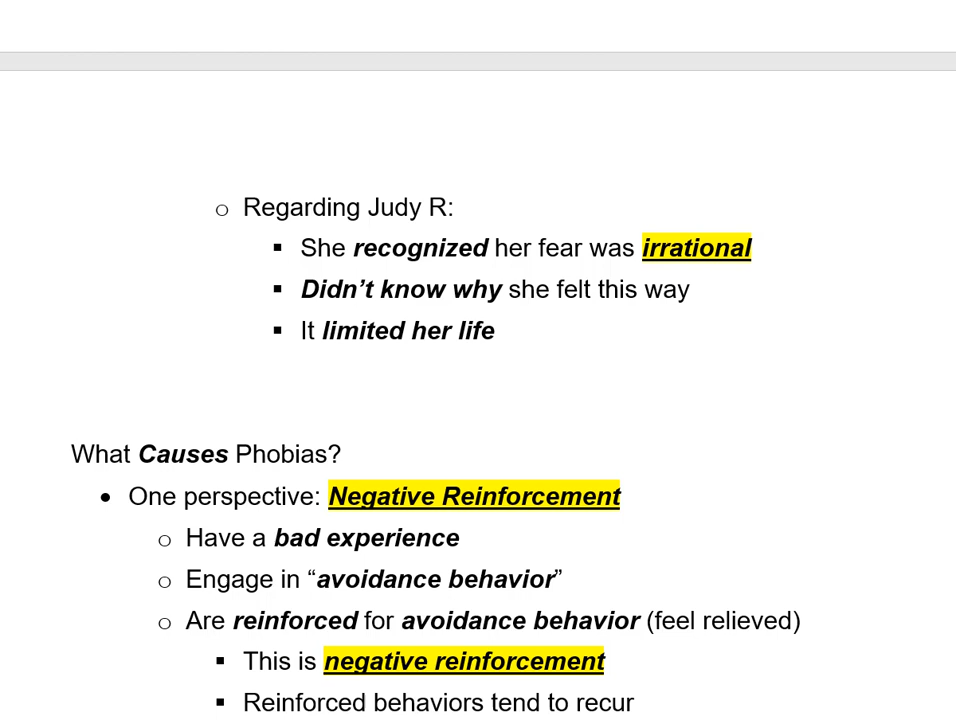 Regarding Judy R:
She recognized her fear was irrational
Didn’t know why she felt this way
It limited her life
What Causes Phobias?
One perspective: Negative Reinforcement
Have a bad experience
Engage in “avoidance behavior”
Are reinforced for avoidance behavior (feel relieved)
This is negative reinforcement
Reinforced behaviors tend to recur